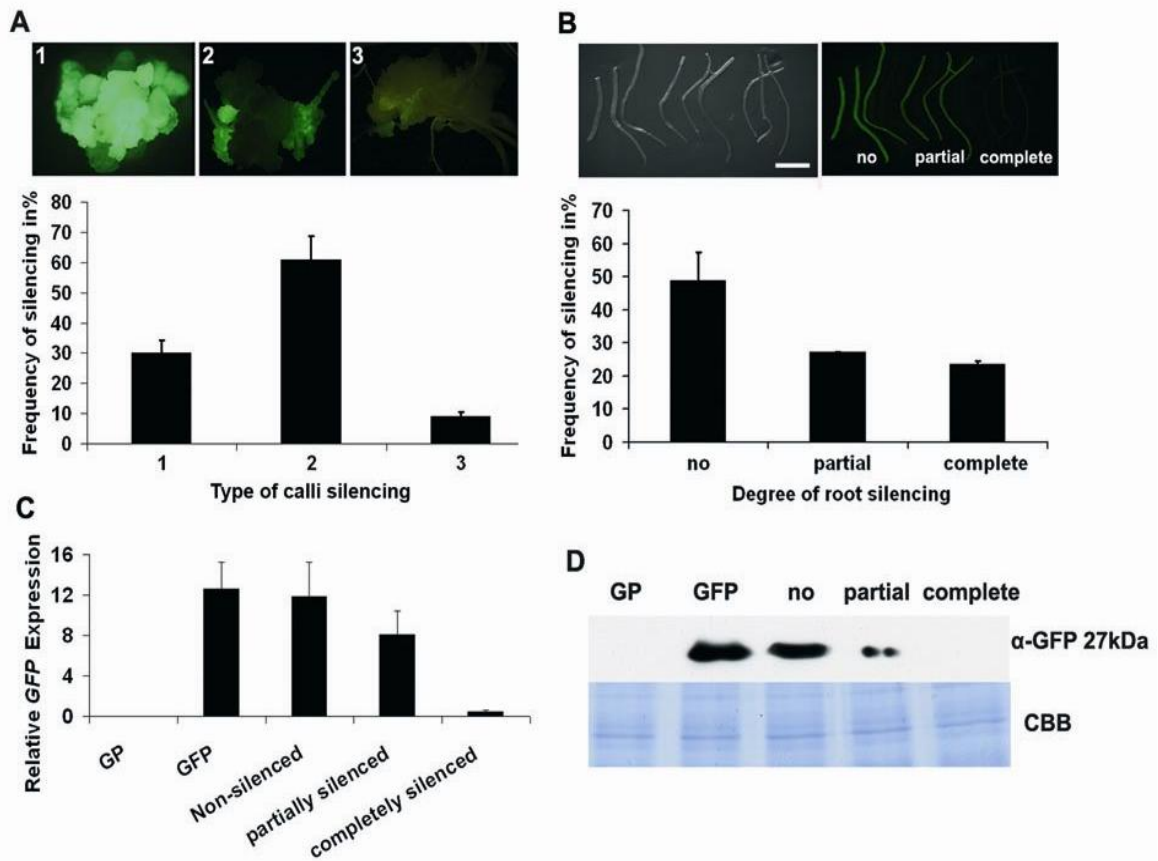 A
1
2
3
Frequency of silencing in%
80
70
60
50
40
30
20
10
0
1
2
3
Type of calli silencing
B
no
partial
complete
Frequency of silencing in%
70
60
50
40
30
20
10
0
no
partial
complete
Degree of root silencing
C
Relative GFP Expression
16
12
8
4
0
GP
GFP
Non-silenced
partially silenced
completely silenced
D
GP
GFP
no
partial
complete
α-GFP 27kDa
CBB